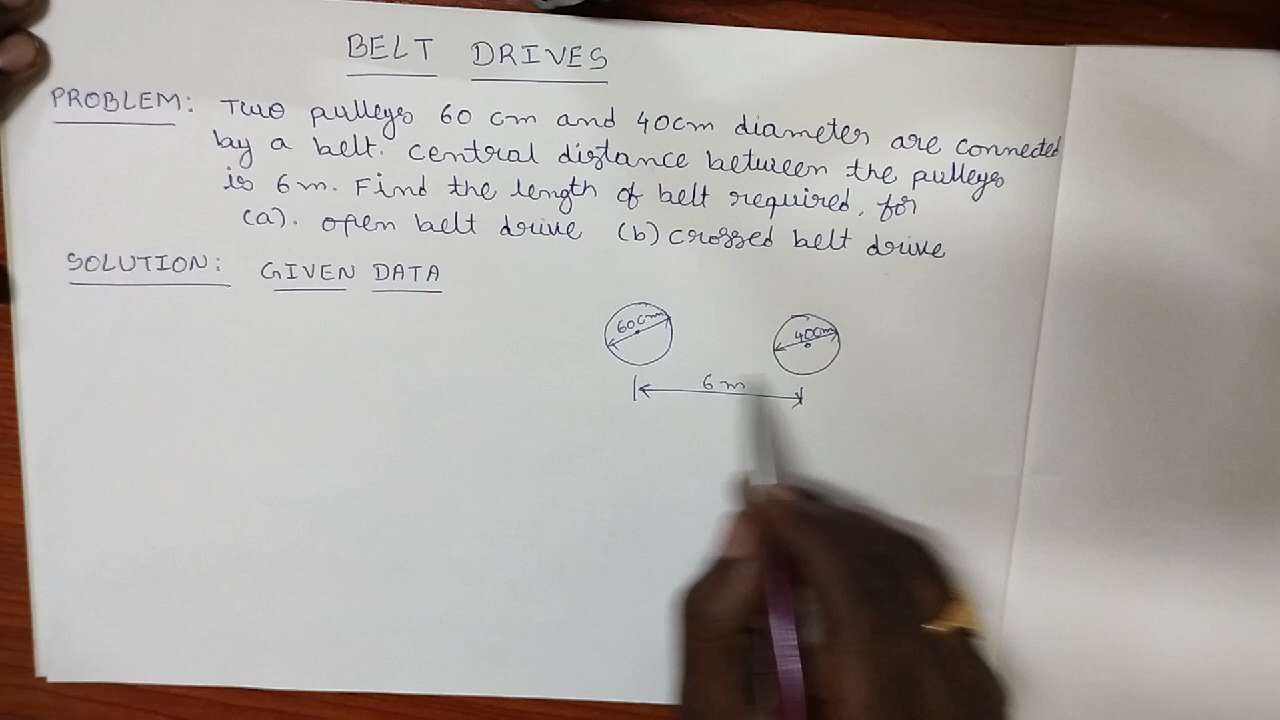 BELT DRIVES
PROBLEM: Two pulleys 60 cm and 40cm diameter are connected
by a belt. central distance between the pulleys
is 6m. Find the length of belt required, for
(a). open belt drive (b) crossed belt drive
SOLUTION: GIVEN DATA
60cm 40cm
6 m